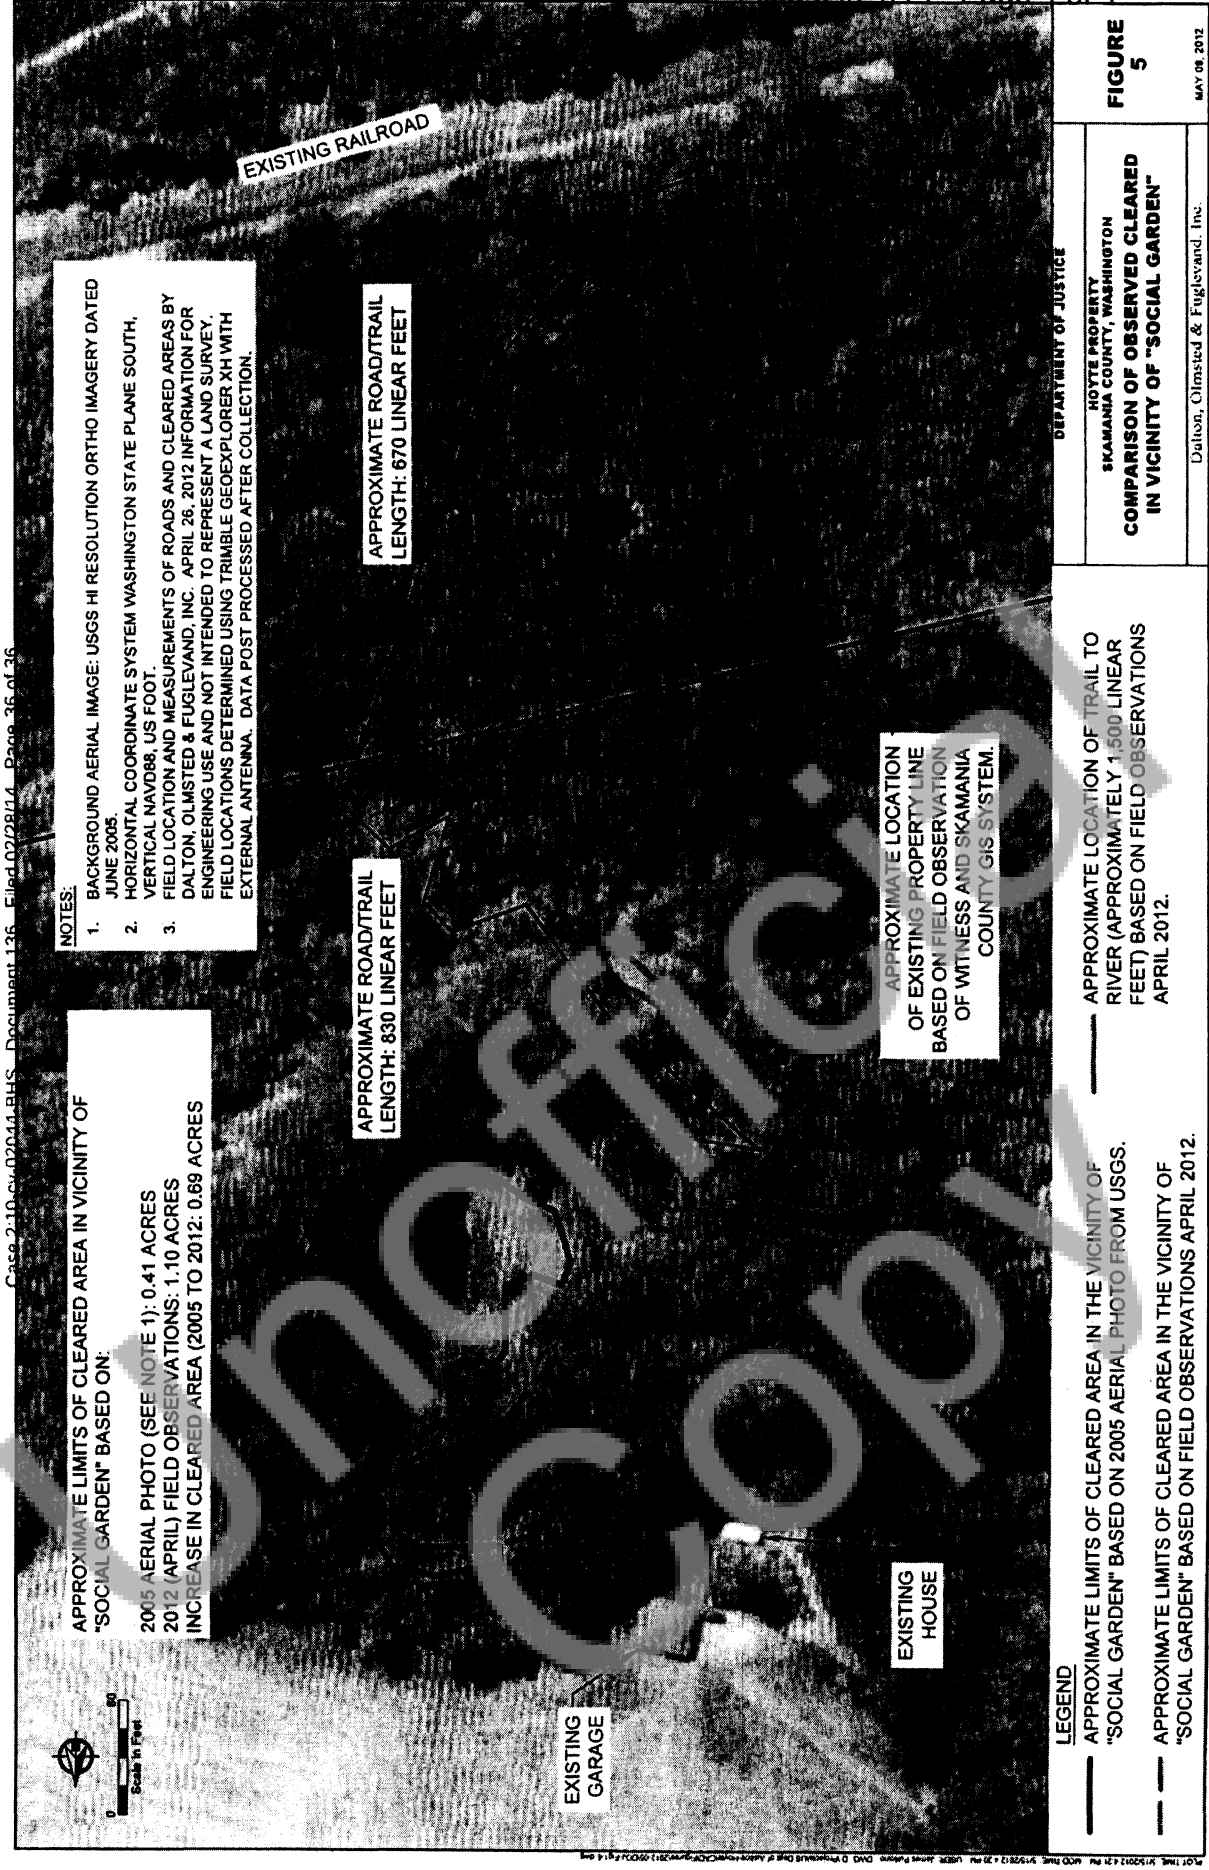 Case 2:10-cv-02044-BHS Document 136 Filed 02/28/14 Page 36 of 36
APPROXIMATE LIMITS OF CLEARED AREA IN VICINITY OF
"SOCIAL GARDEN" BASED ON:
2005 AERIAL PHOTO (SEE NOTE 1): 0.41 ACRES
2012 (APRIL) FIELD OBSERVATIONS: 1.10 ACRES
INCREASE IN CLEARED AREA (2005 TO 2012: 0.69 ACRES
NOTES:
1. BACKGROUND AERIAL IMAGE: USGS HI RESOLUTION ORTHO IMAGERY DATED
JUNE 2005.
2. HORIZONTAL COORDINATE SYSTEM WASHINGTON STATE PLANE SOUTH,
VERTICAL NAVD88, US FOOT.
3. FIELD LOCATION AND MEASUREMENTS OF ROADS AND CLEARED AREAS BY
DALTON, OLMSTED & FUGLEVAND, INC. APRIL 26, 2012 INFORMATION FOR
ENGINEERING USE AND NOT INTENDED TO REPRESENT A LAND SURVEY.
FIELD LOCATIONS DETERMINED USING TRIMBLE GEOEXPLORER XH WITH
EXTERNAL ANTENNA. DATA POST PROCESSED AFTER COLLECTION.
0 80
Scale in Feet
EXISTING RAILROAD
APPROXIMATE ROAD/TRAIL
LENGTH: 830 LINEAR FEET
APPROXIMATE ROAD/TRAIL
LENGTH: 670 LINEAR FEET
EXISTING
GARAGE
EXISTING
HOUSE
APPROXIMATE LOCATION
OF EXISTING PROPERTY LINE
BASED ON FIELD OBSERVATION
OF WITNESS AND SKAMANIA
COUNTY GIS SYSTEM.
LEGEND
APPROXIMATE LIMITS OF CLEARED AREA IN THE VICINITY OF
"SOCIAL GARDEN" BASED ON 2005 AERIAL PHOTO FROM USGS.
APPROXIMATE LIMITS OF CLEARED AREA IN THE VICINITY OF
"SOCIAL GARDEN" BASED ON FIELD OBSERVATIONS APRIL 2012.
APPROXIMATE LOCATION OF TRAIL TO
RIVER (APPROXIMATELY 1,500 LINEAR
FEET) BASED ON FIELD OBSERVATIONS
APRIL 2012.
DEPARTMENT OF JUSTICE
HOYTE PROPERTY
SKAMANIA COUNTY, WASHINGTON
COMPARISON OF OBSERVED CLEARED
IN VICINITY OF "SOCIAL GARDEN"
Dalton, Olmsted & Fuglevand, Inc.
FIGURE
5
MAY 08, 2012
Unofficial
Copy